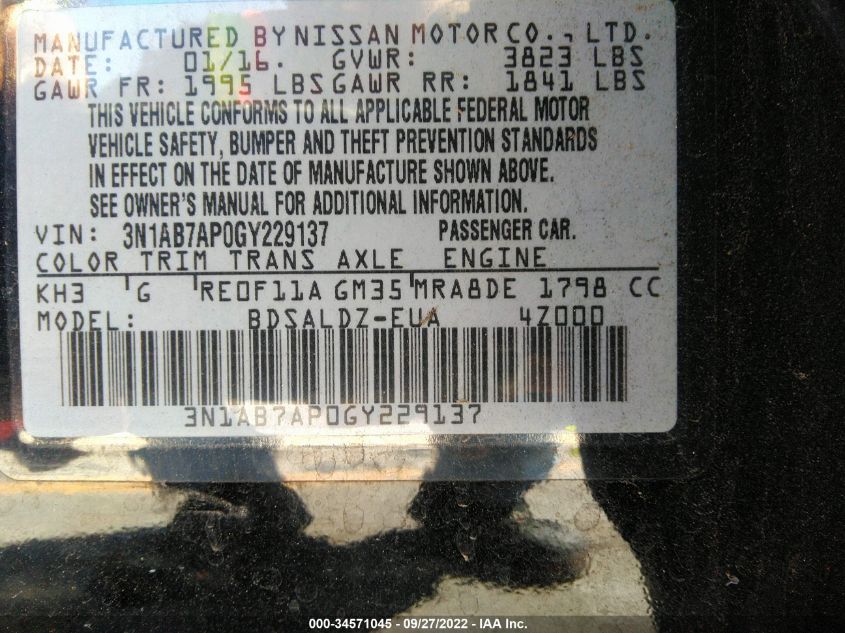 MANUFACTURED BY NISSAN MOTOR CO., LTD.
DATE: 01/16. GVWR: 3823 LBS
GAWR FR: 1995 LBS GAWR RR: 1841 LBS
THIS VEHICLE CONFORMS TO ALL APPLICABLE FEDERAL MOTOR
VEHICLE SAFETY, BUMPER AND THEFT PREVENTION STANDARDS
IN EFFECT ON THE DATE OF MANUFACTURE SHOWN ABOVE.
SEE OWNER'S MANUAL FOR ADDITIONAL INFORMATION.
VIN: 3N1AB7AP0GY229137 PASSENGER CAR.
COLOR TRIM TRANS AXLE ENGINE
KH3 G RE0F11A GM35 MRA8DE 1798 CC
MODEL: BDSALDZ-EUA 4Z000
3N1AB7AP0GY229137
000-34571045 - 09/27/2022 - IAA Inc.